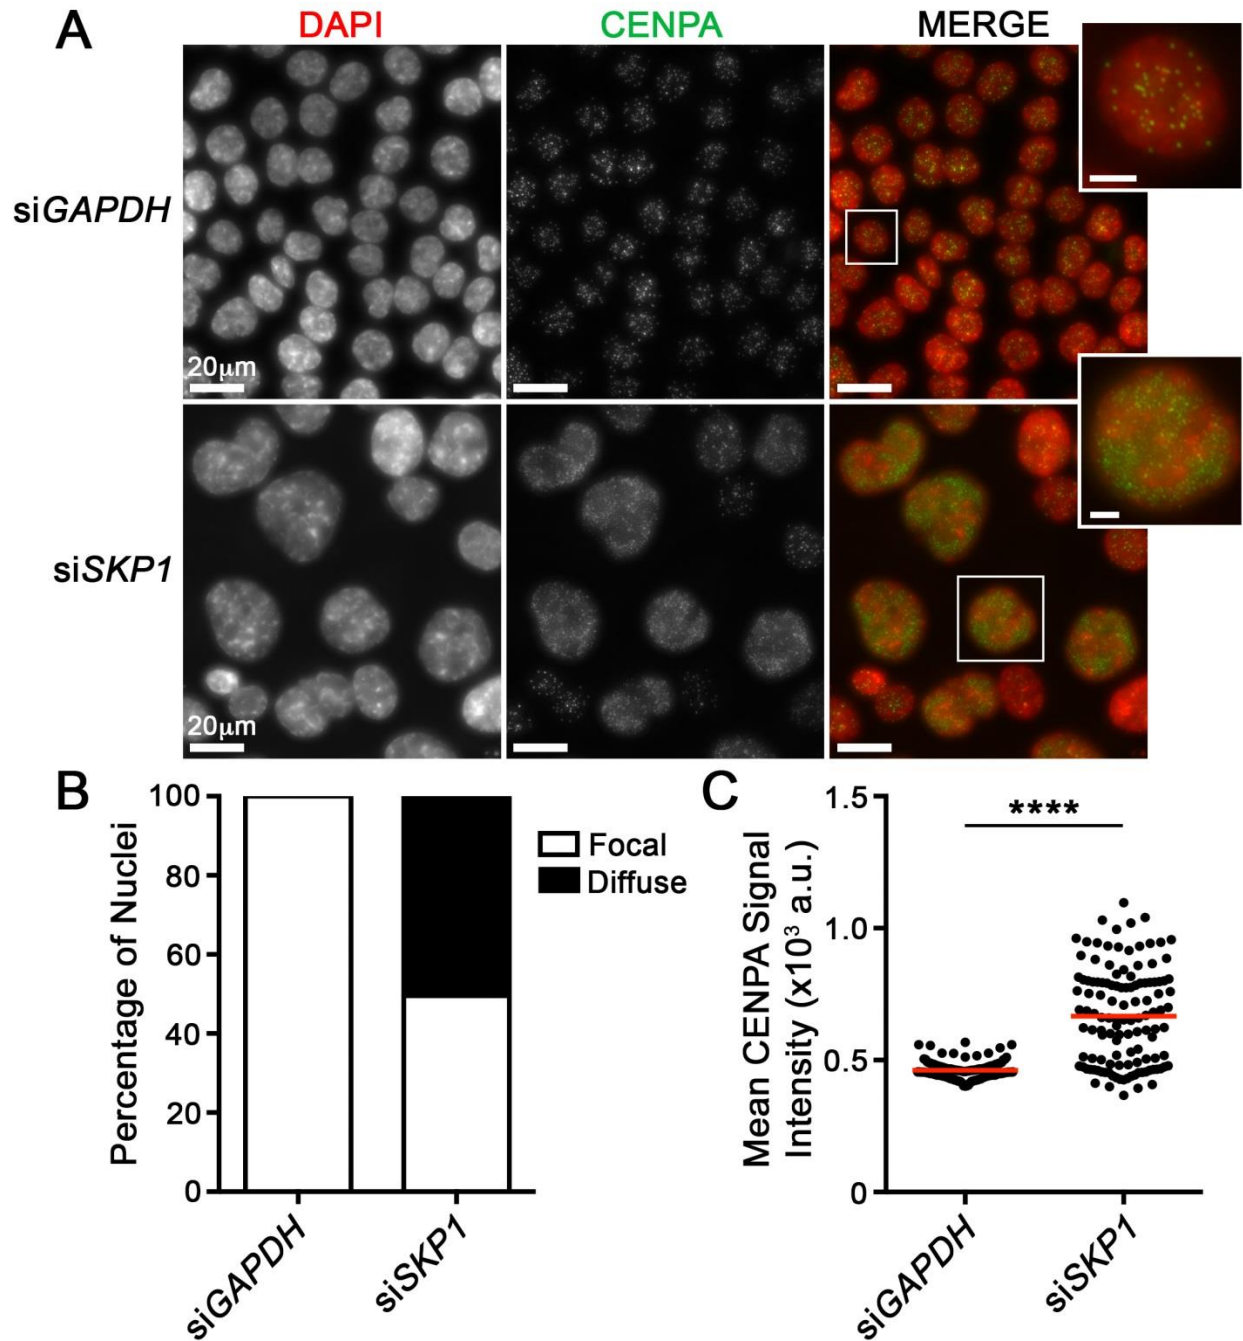 A
DAPI
CENPA
MERGE
siGAPDH
20μm
siSKP1
20μm
B
Percentage of Nuclei
100
80
60
40
20
0
siGAPDH
siSKP1
Focal
Diffuse
C
Mean CENPA Signal
Intensity (x10³ a.u.)
1.5
1.0
0.5
0
****
siGAPDH
siSKP1